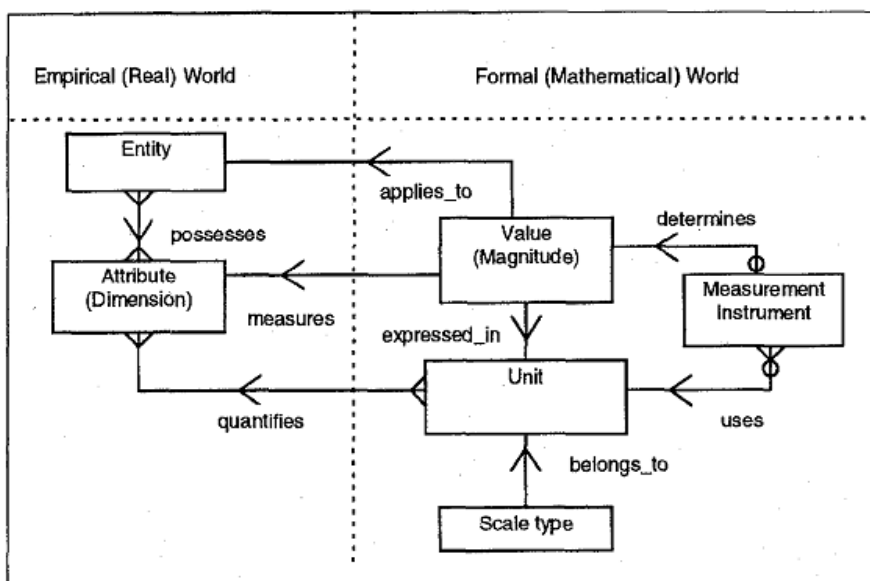 Empirical (Real) World
Formal (Mathematical) World
Entity
applies_to
possesses
Value
(Magnitude)
determines
Attribute
(Dimension)
measures
Measurement
Instrument
expressed_in
Unit
quantifies
uses
belongs_to
Scale type